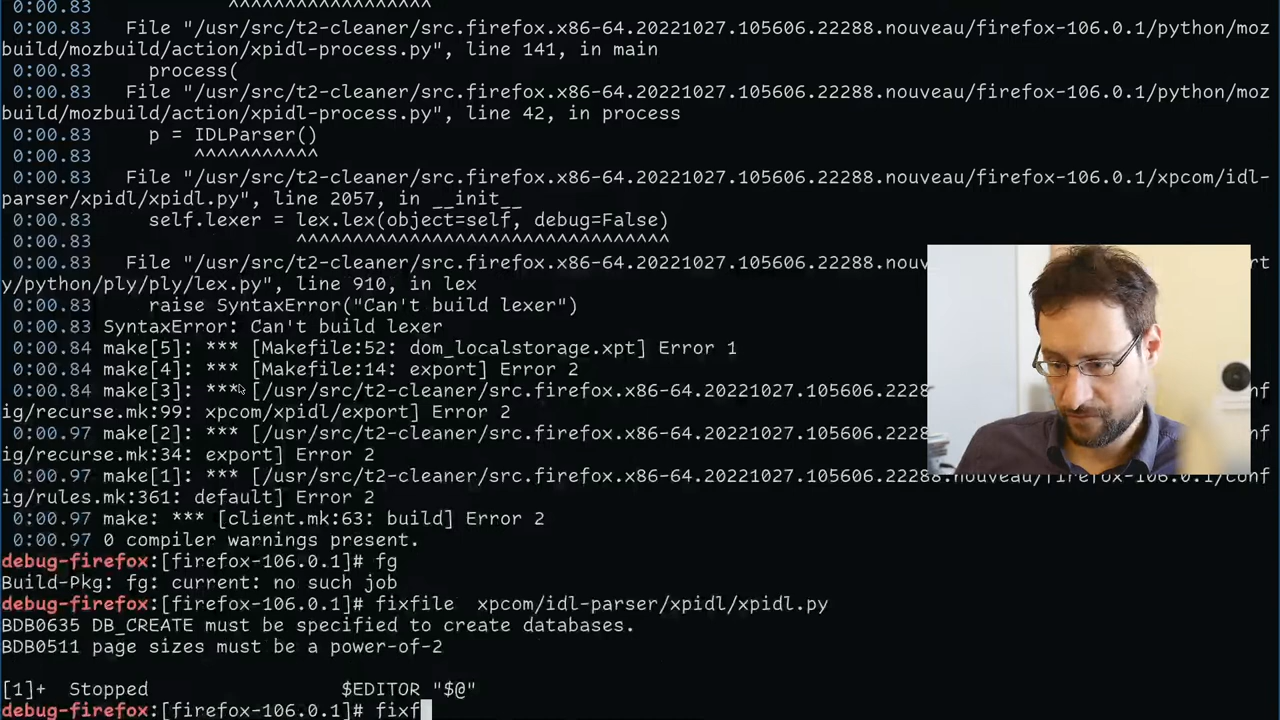 0:00.83             ^^^^^^^^^^^^^^^^^^^
0:00.83   File "/usr/src/t2-cleaner/src.firefox.x86-64.20221027.105606.22288.nouveau/firefox-106.0.1/python/moz
build/mozbuild/action/xpidl-process.py", line 141, in main
0:00.83     process(
0:00.83   File "/usr/src/t2-cleaner/src.firefox.x86-64.20221027.105606.22288.nouveau/firefox-106.0.1/python/moz
build/mozbuild/action/xpidl-process.py", line 42, in process
0:00.83     p = IDLParser()
0:00.83         ^^^^^^^^^^^
0:00.83   File "/usr/src/t2-cleaner/src.firefox.x86-64.20221027.105606.22288.nouveau/firefox-106.0.1/xpcom/idl-
parser/xpidl/xpidl.py", line 2057, in __init__
0:00.83     self.lexer = lex.lex(object=self, debug=False)
0:00.83                  ^^^^^^^^^^^^^^^^^^^^^^^^^^^^^^^^^
0:00.83   File "/usr/src/t2-cleaner/src.firefox.x86-64.20221027.105606.22288.nouv
y/python/ply/ply/lex.py", line 910, in lex
0:00.83     raise SyntaxError("Can't build lexer")
0:00.83 SyntaxError: Can't build lexer
0:00.84 make[5]: *** [Makefile:52: dom_localstorage.xpt] Error 1
0:00.84 make[4]: *** [Makefile:14: export] Error 2
0:00.84 make[3]: *** [/usr/src/t2-cleaner/src.firefox.x86-64.20221027.105606.2228 onf
ig/recurse.mk:99: xpcom/xpidl/export] Error 2
0:00.97 make[2]: *** [/usr/src/t2-cleaner/src.firefox.x86-64.20221027.105606.2228 onf
ig/recurse.mk:34: export] Error 2
0:00.97 make[1]: *** [/usr/src/t2-cleaner/src.firefox.x86-64.20221027.105606.22288.nouveau/firefox-106.0.1/conf
ig/rules.mk:361: default] Error 2
0:00.97 make: *** [client.mk:63: build] Error 2
0:00.97 0 compiler warnings present.
debug-firefox:[firefox-106.0.1]# fg
Build-Pkg: fg: current: no such job
debug-firefox:[firefox-106.0.1]# fixfile  xpcom/idl-parser/xpidl/xpidl.py
BDB0635 DB_CREATE must be specified to create databases.
BDB0511 page sizes must be a power-of-2
[1]+  Stopped                 $EDITOR "$@"
debug-firefox:[firefox-106.0.1]# fixf